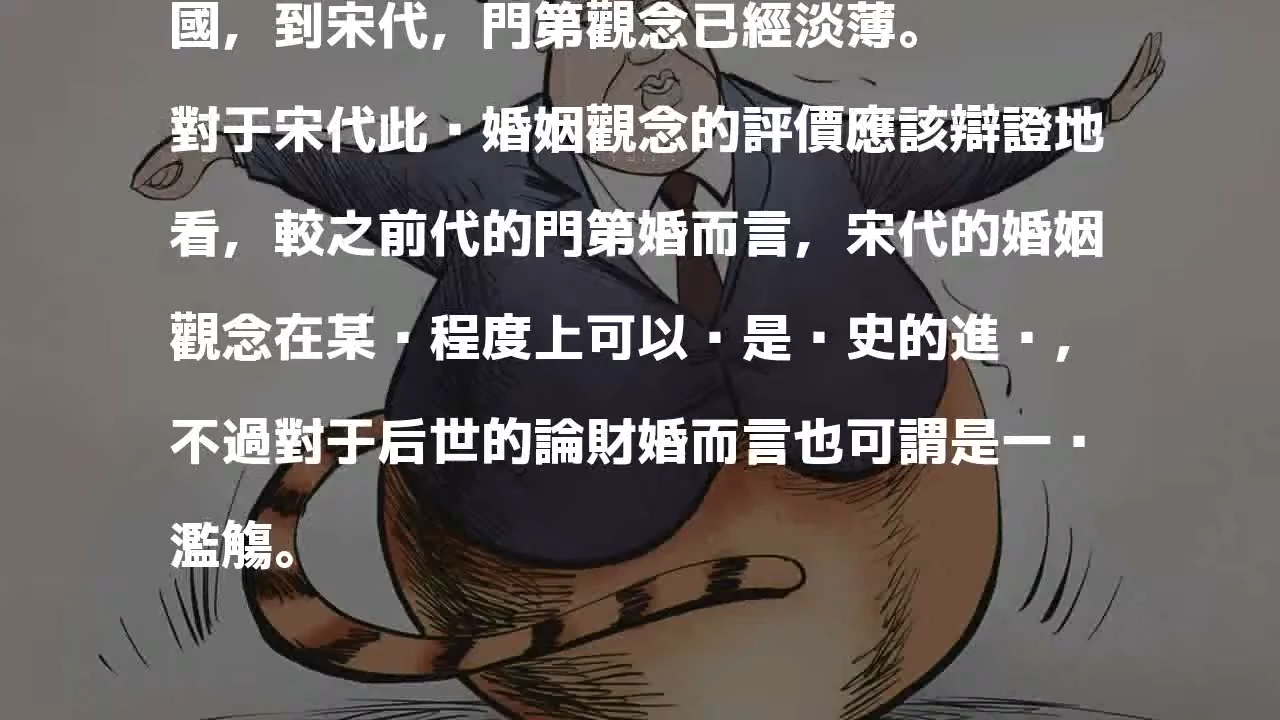 國，到宋代，門第觀念已經淡薄。
對于宋代此▪婚姻觀念的評價應該辯證地
看，較之前代的門第婚而言，宋代的婚姻
觀念在某▪程度上可以▪是▪史的進▪，
不過對于后世的論財婚而言也可謂是一▪
濫觴。